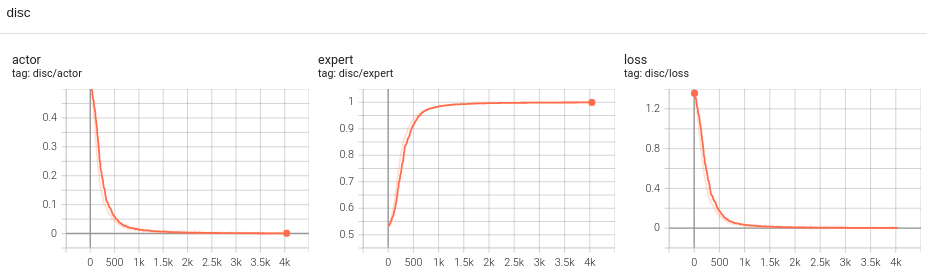 disc
actor
tag: disc/actor
0.4
0.3
0.2
0.1
0
0 500 1k 1.5k 2k 2.5k 3k 3.5k 4k
expert
tag: disc/expert
1
0.9
0.8
0.7
0.6
0.5
0 500 1k 1.5k 2k 2.5k 3k 3.5k 4k
loss
tag: disc/loss
1.2
0.8
0.4
0
0 500 1k 1.5k 2k 2.5k 3k 3.5k 4k